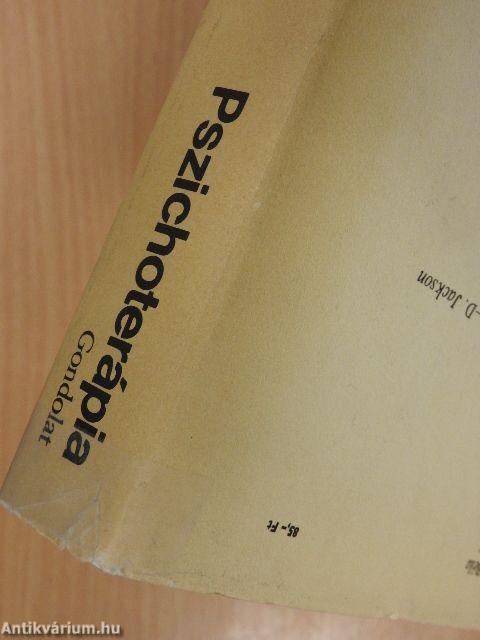 Pszichoterápia
Gondolat
-D. Jackson
85,- Ft
Antikvárium.hu